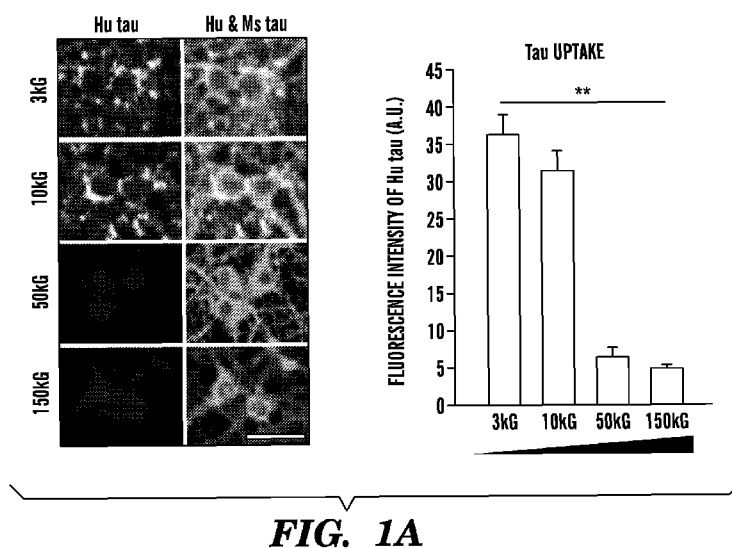 Hu tau
Hu & Ms tau
3kG
10kG
50kG
150kG
Tau UPTAKE
FLUORESCENCE INTENSITY OF Hu tau (A.U.)
45
40
35
30
25
20
15
10
5
0
**
3kG 10kG 50kG 150kG
FIG. 1A